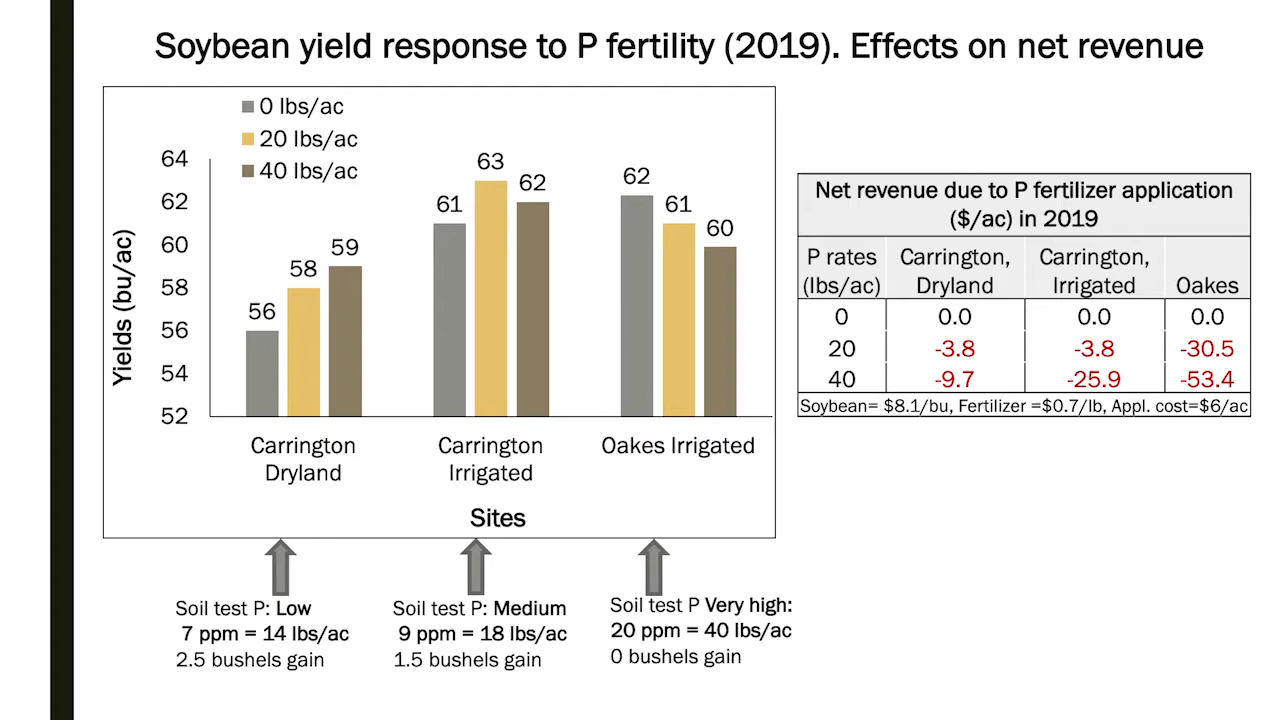 Soybean yield response to P fertility (2019). Effects on net revenue
0 lbs/ac
20 lbs/ac
40 lbs/ac
Yields (bu/ac)
64
62
60
58
56
54
52
56
58
59
61
63
62
62
61
60
Carrington
Dryland
Carrington
Irrigated
Oakes Irrigated
Sites
Soil test P: Low
7 ppm = 14 lbs/ac
2.5 bushels gain
Soil test P: Medium
9 ppm = 18 lbs/ac
1.5 bushels gain
Soil test P Very high:
20 ppm = 40 lbs/ac
0 bushels gain
Net revenue due to P fertilizer application
($/ac) in 2019
P rates Carrington, Carrington,
(lbs/ac) Dryland Irrigated Oakes
0 0.0 0.0 0.0
20 -3.8 -3.8 -30.5
40 -9.7 -25.9 -53.4
Soybean= $8.1/bu, Fertilizer =$0.7/lb, Appl. cost=$6/ac